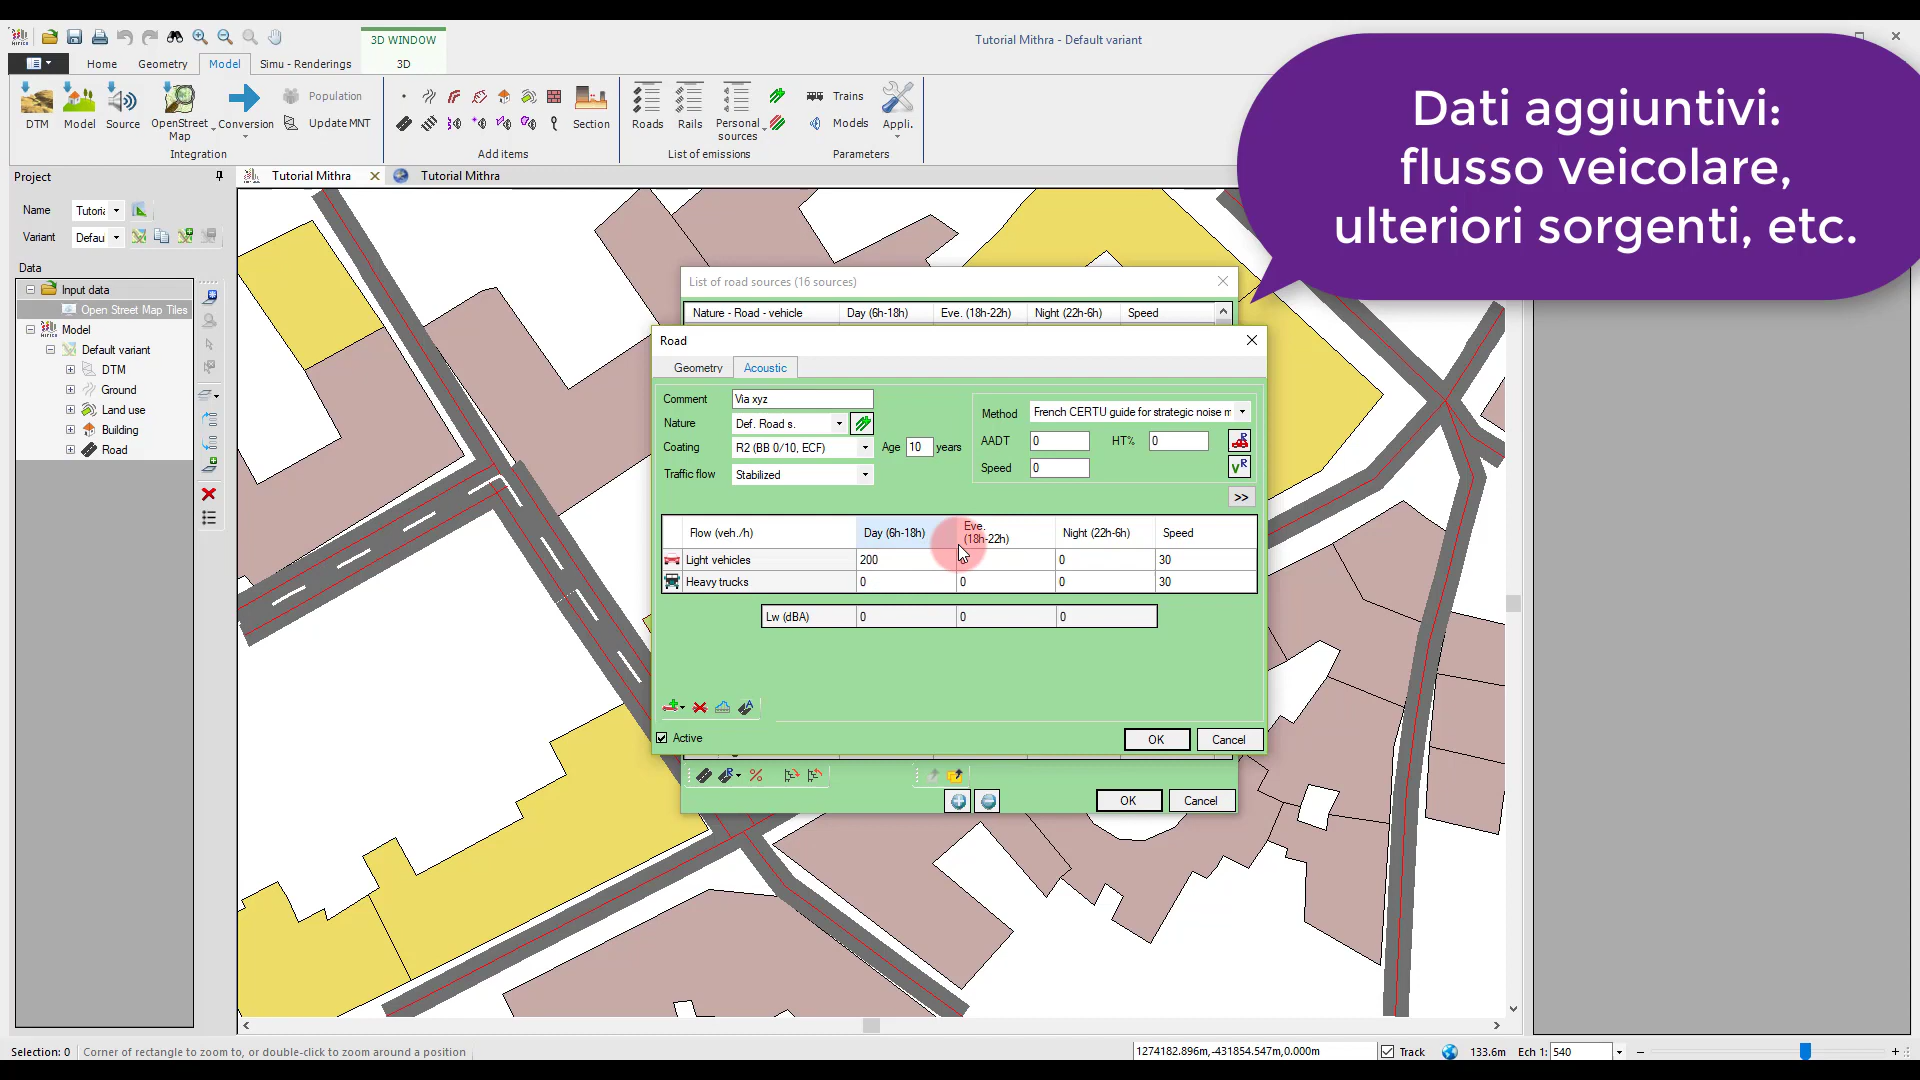 3D WINDOW
Tutorial Mithra - Default variant
Home
Geometry
Model
Simu - Renderings
3D
DTM
Model
Source
OpenStreet Map
Conversion
Population
Update MNT
Section
Roads
Rails
Personal sources
Trains
Models
Appli.
Integration
Add items
List of emissions
Parameters
Dati aggiuntivi:
flusso veicolare,
ulteriori sorgenti, etc.
Project
Tutorial Mithra
Tutorial Mithra
Name
Tutoria
Variant
Defau
Data
Input data
Open Street Map Tiles
Model
Default variant
DTM
Ground
Land use
Building
Road
List of road sources (16 sources)
Nature - Road - vehicle
Day (6h-18h)
Eve. (18h-22h)
Night (22h-6h)
Speed
Road
Geometry
Acoustic
Comment
Via xyz
Nature
Def. Road s.
Coating
R2 (BB 0/10, ECF)
Age
10
years
Traffic flow
Stabilized
Method
French CERTU guide for strategic noise m
AADT
0
HT%
0
Speed
0
>>
Flow (veh./h)
Day (6h-18h)
Eve. (18h-22h)
Night (22h-6h)
Speed
Light vehicles
200
0
30
Heavy trucks
0
0
0
30
Lw (dBA)
0
0
0
Active
OK
Cancel
OK
Cancel
Selection: 0
Corner of rectangle to zoom to, or double-click to zoom around a position
1274182.896m,-431854.547m,0.000m
Track
133.6m
Ech 1:
540